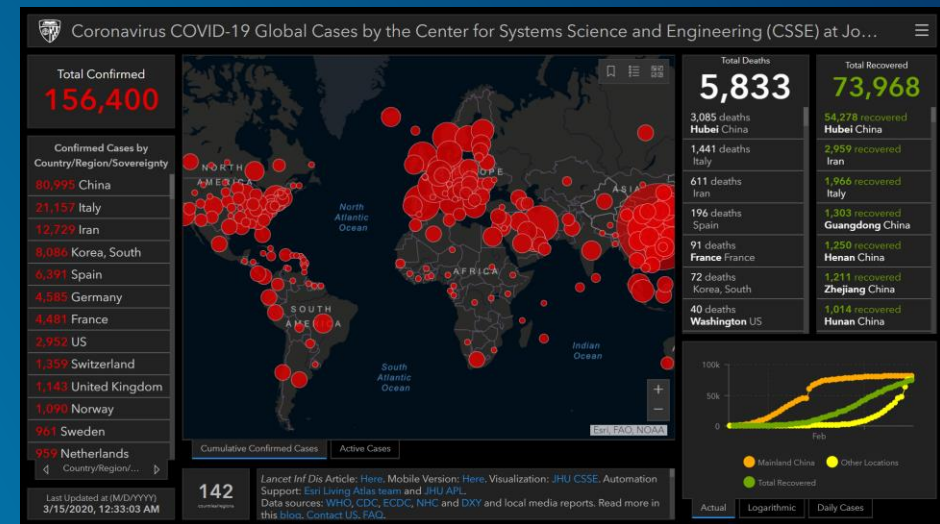 Coronavirus COVID-19 Global Cases by the Center for Systems Science and Engineering (CSSE) at Jo...
Total Confirmed
156,400
Confirmed Cases by
Country/Region/Sovereignty
80,995 China
21,157 Italy
12,729 Iran
8,086 Korea, South
6,391 Spain
4,585 Germany
4,481 France
2,952 US
1,359 Switzerland
1,143 United Kingdom
1,090 Norway
961 Sweden
959 Netherlands
Country/Region/...
Last Updated at (M/D/YYYY)
3/15/2020, 12:33:03 AM
NORTH
AMERICA
North
Atlantic
Ocean
SOUTH
AMERICA
South
Atlantic
Ocean
AFRICA
ASIA
Indian
Ocean
+
−
Esri, FAO, NOAA
Cumulative Confirmed Cases
Active Cases
142
countries/regions
Lancet Inf Dis Article: Here. Mobile Version: Here. Visualization: JHU CSSE. Automation
Support: Esri Living Atlas team and JHU APL.
Data sources: WHO, CDC, ECDC, NHC and DXY and local media reports. Read more in
this blog. Contact US. FAQ.
Total Deaths
5,833
3,085 deaths
Hubei China
1,441 deaths
Italy
611 deaths
Iran
196 deaths
Spain
91 deaths
France France
72 deaths
Korea, South
40 deaths
Washington US
Total Recovered
73,968
54,278 recovered
Hubei China
2,959 recovered
Iran
1,966 recovered
Italy
1,303 recovered
Guangdong China
1,250 recovered
Henan China
1,211 recovered
Zhejiang China
1,014 recovered
Hunan China
100k
50k
0
Feb
Mainland China
Other Locations
Total Recovered
Actual
Logarithmic
Daily Cases